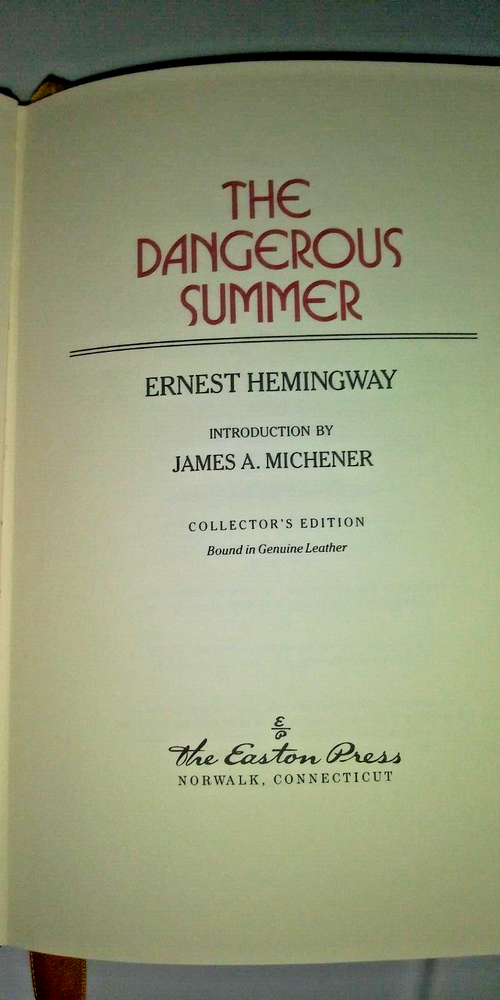 THE
DANGEROUS
SUMMER
ERNEST HEMINGWAY
INTRODUCTION BY
JAMES A. MICHENER
COLLECTOR'S EDITION
Bound in Genuine Leather
E
P
The Easton Press
NORWALK, CONNECTICUT